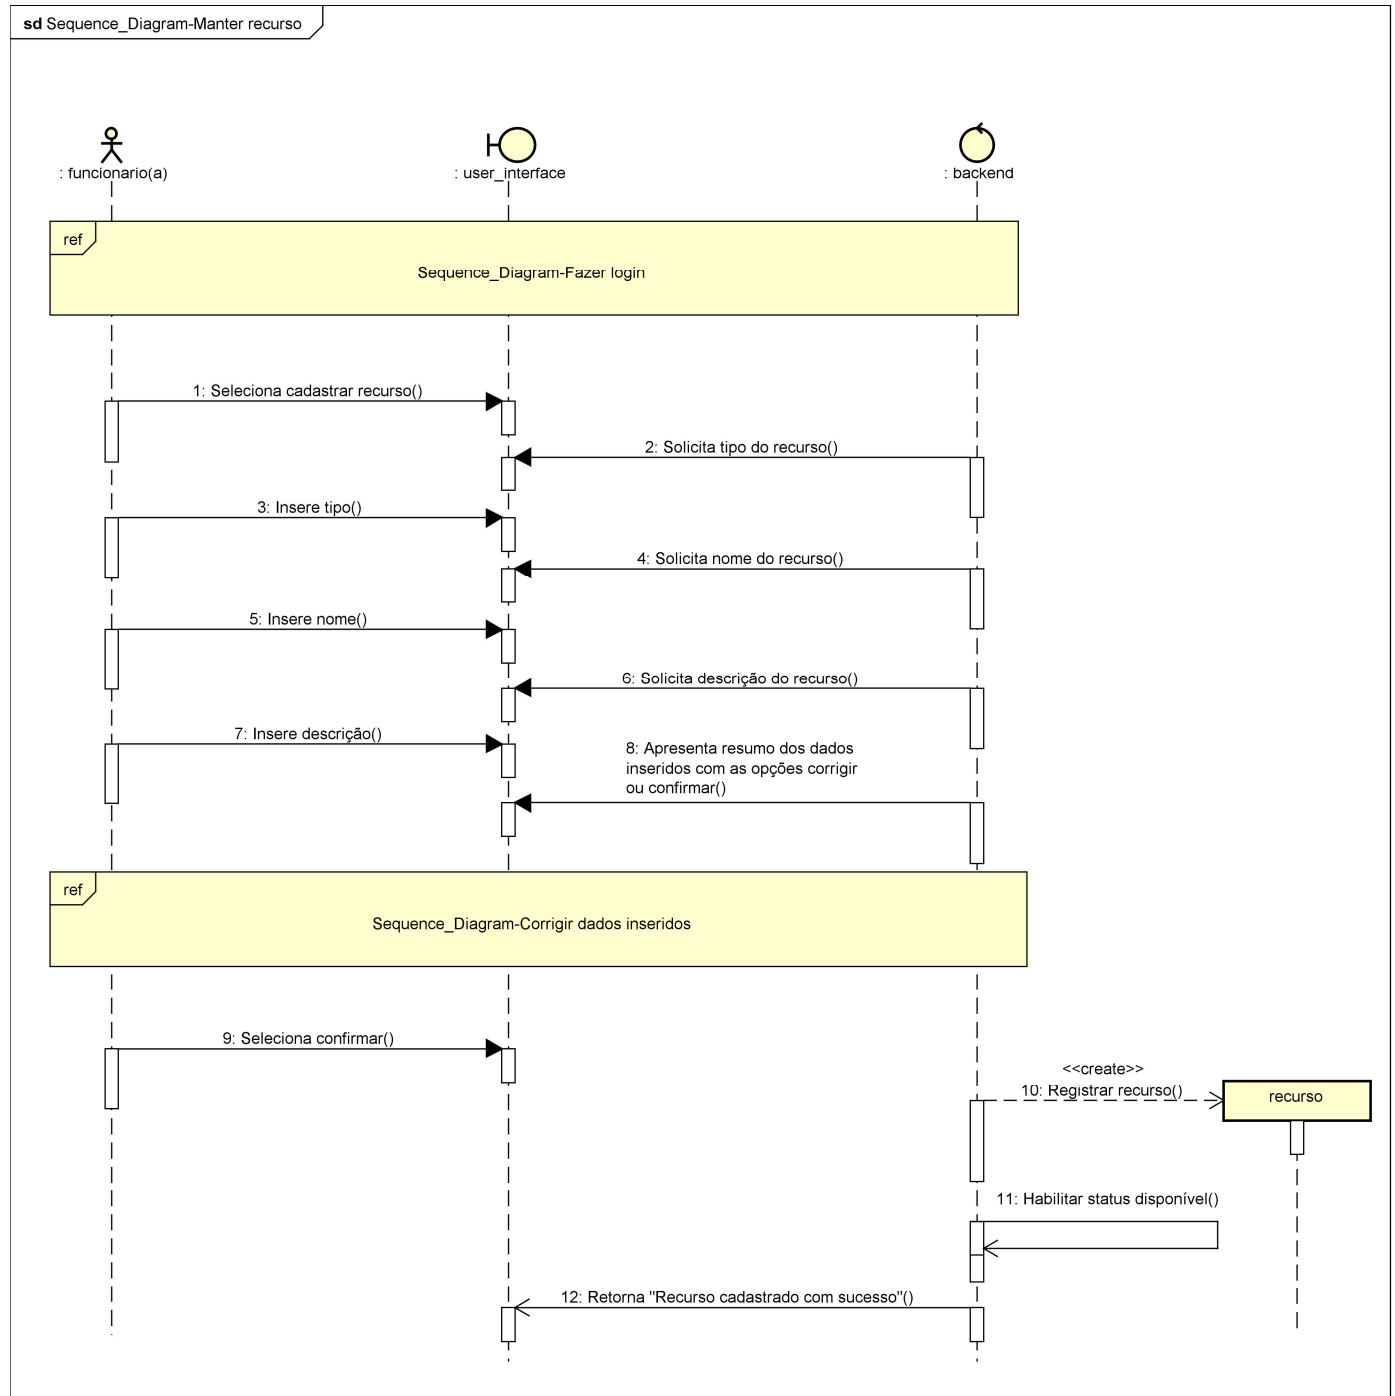 sd Sequence_Diagram-Manter recurso
: funcionario(a)
: user_interface
: backend
ref
Sequence_Diagram-Fazer login
1: Seleciona cadastrar recurso()
2: Solicita tipo do recurso()
3: Insere tipo()
4: Solicita nome do recurso()
5: Insere nome()
6: Solicita descrição do recurso()
7: Insere descrição()
8: Apresenta resumo dos dados
inseridos com as opções corrigir
ou confirmar()
ref
Sequence_Diagram-Corrigir dados inseridos
9: Seleciona confirmar()
<<create>>
10: Registrar recurso()
recurso
11: Habilitar status disponível()
12: Retorna "Recurso cadastrado com sucesso"()